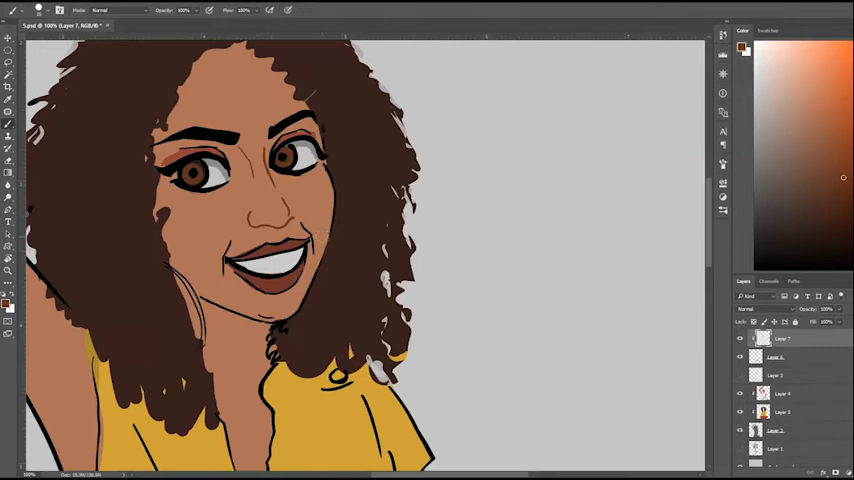 Mode: Normal Opacity: 100% Flow: 100%
S.psd @ 100% (Layer 7, RGB/8) *
Color Swatches
Layers Channels Paths
Kind
Normal Opacity: 100%
Lock: Fill: 100%
Layer 7
Layer 6
Layer 2
Layer 4
Layer 5
Layer 3
Layer 1
100%